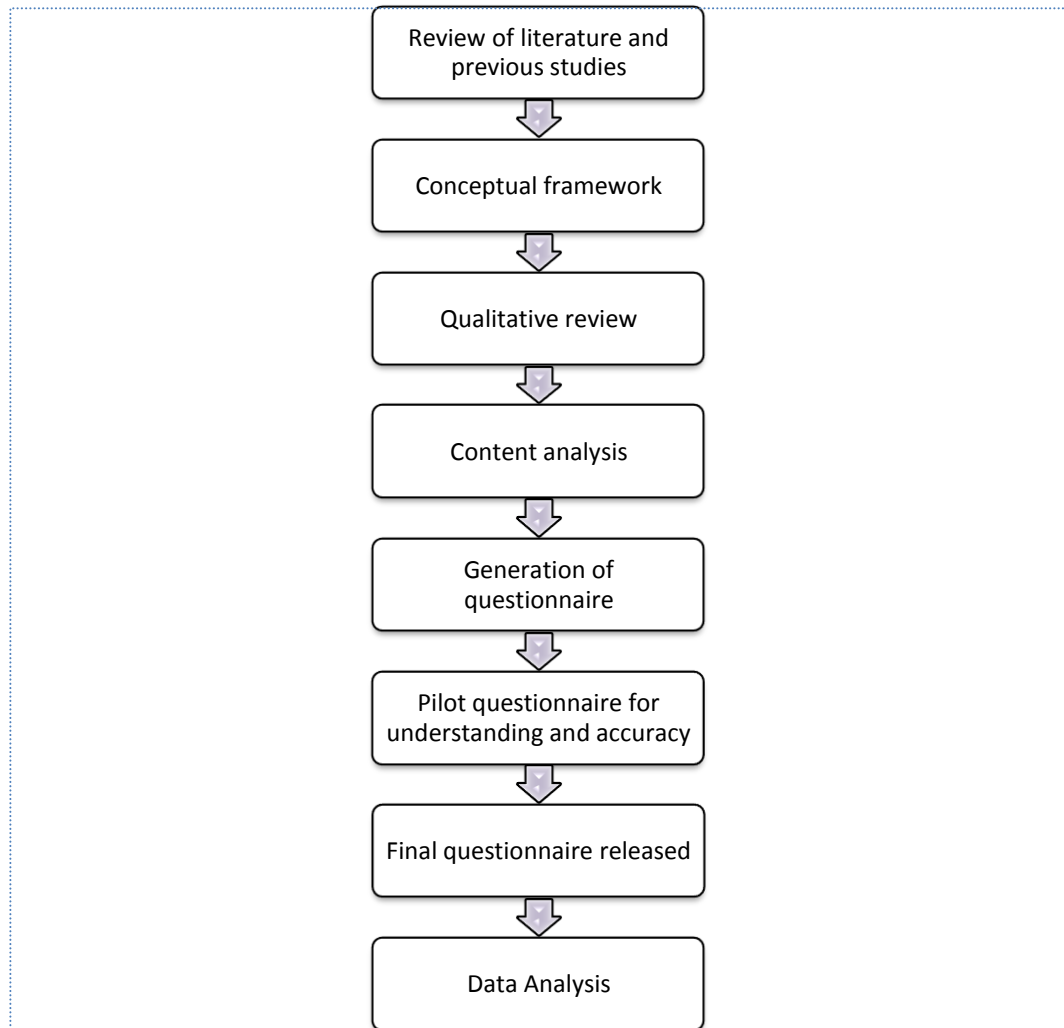 Review of literature and
previous studies
Conceptual framework
Qualitative review
Content analysis
Generation of
questionnaire
Pilot questionnaire for
understanding and accuracy
Final questionnaire released
Data Analysis